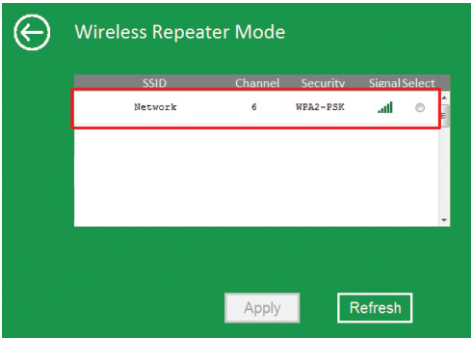 Wireless Repeater Mode
SSID Channel Security Signal Select
Network 6 WPA2-PSK
Apply Refresh